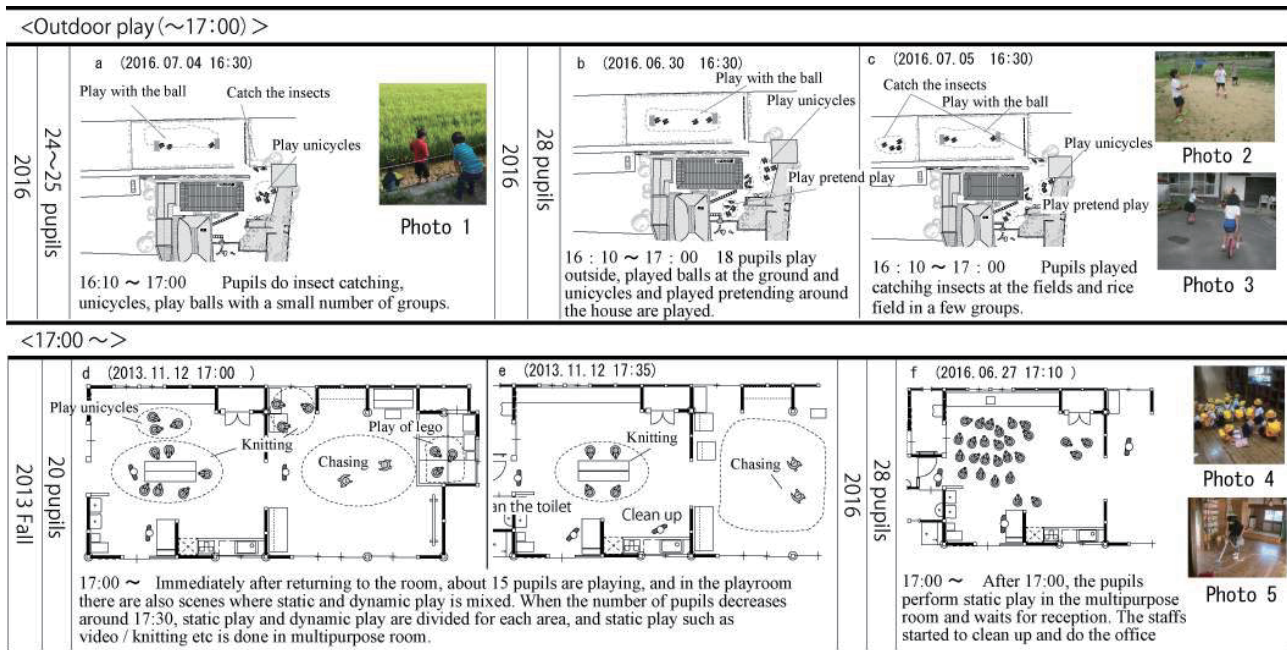 <Outdoor play(～17:00) >
2016
24～25 pupils
a (2016.07.04 16:30)
Play with the ball
Catch the insects
Play unicycles
Photo 1
16:10 ～ 17:00 Pupils do insect catching,
unicycles, play balls with a small number of groups.
2016
28 pupils
b (2016.06.30 16:30)
Play with the ball
Play unicycles
Play pretend play
16 : 10 ～ 17 : 00 18 pupils play
outside, played balls at the ground and
unicycles and played pretending around
the house are played.
c (2016.07.05 16:30)
Catch the insects
Play with the ball
Play unicycles
Play pretend play
16 : 10 ～ 17 : 00 Pupils played
catchihg insects at the fields and rice
field in a few groups.
Photo 2
Photo 3
<17:00 ～>
2013 Fall
20 pupils
d (2013.11.12 17:00 )
Play unicycles
Knitting
Play of lego
Chasing
e (2013.11.12 17:35)
Knitting
Chasing
an the toilet
Clean up
17:00 ～ Immediately after returning to the room, about 15 pupils are playing, and in the playroom
there are also scenes where static and dynamic play is mixed. When the number of pupils decreases
around 17:30, static play and dynamic play are divided for each area, and static play such as
video / knitting etc is done in multipurpose room.
2016
28 pupils
f (2016.06.27 17:10 )
Photo 4
Photo 5
17:00 ～ After 17:00, the pupils
perform static play in the multipurpose
room and waits for reception. The staffs
started to clean up and do the office